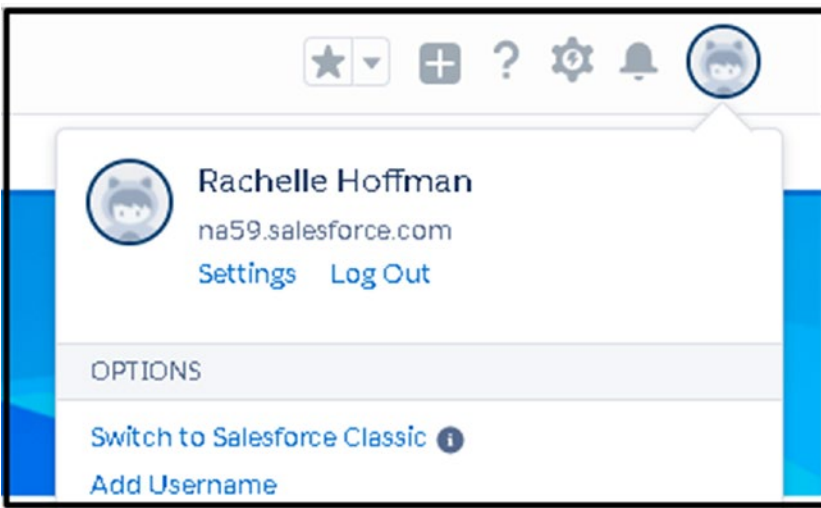 Rachelle Hoffman
na59.salesforce.com
Settings Log Out
OPTIONS
Switch to Salesforce Classic
Add Username